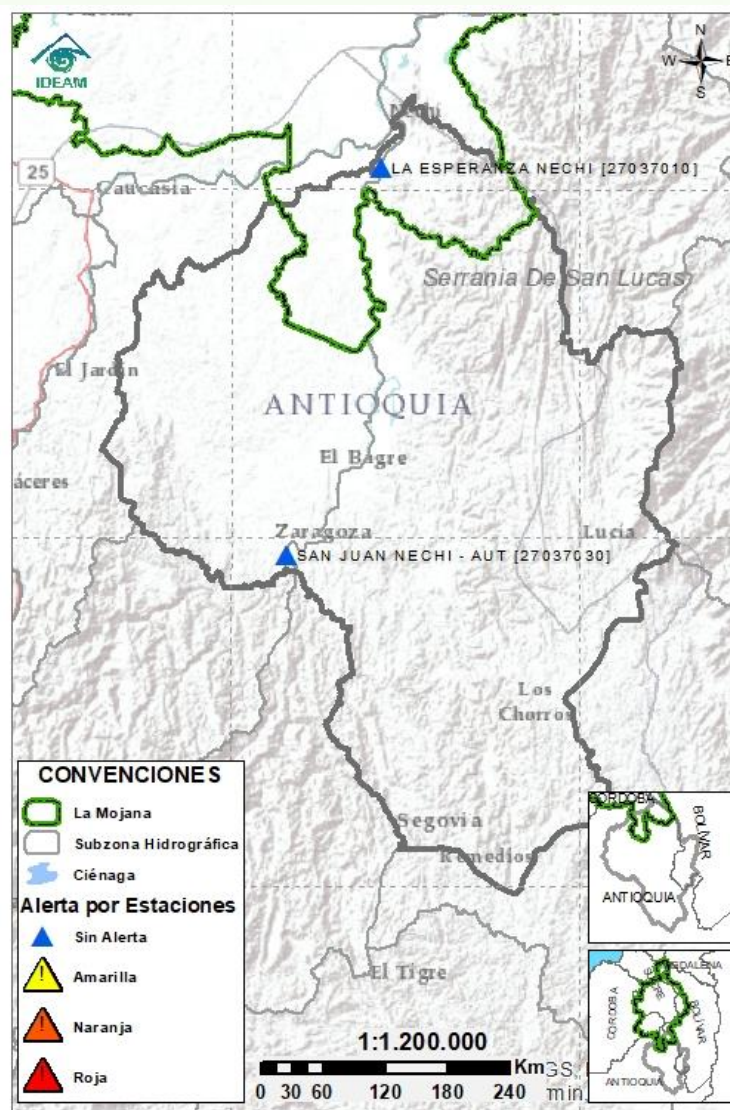 IDEAM
N
W E
S
Nechí
25
LA ESPERANZA NECHI [27037010]
Caucasia
Serrania De San Lucas
El Jardín
ANTIOQUIA
El Bagre
áceres
Zaragoza
Lucía
SAN JUAN NECHI - AUT [27037030]
Los
Chorros
Segovia
Remedios
El Tigre
CONVENCIONES
La Mojana
Subzona Hidrográfica
Ciénaga
Alerta por Estaciones
Sin Alerta
Amarilla
Naranja
Roja
1:1.200.000
Km
0 30 60 120 180 240
GS,
min
CORDOBA
BOLIVAR
ANTIOQUIA
CORDOBA
BOLIVAR
ANTIOQUIA